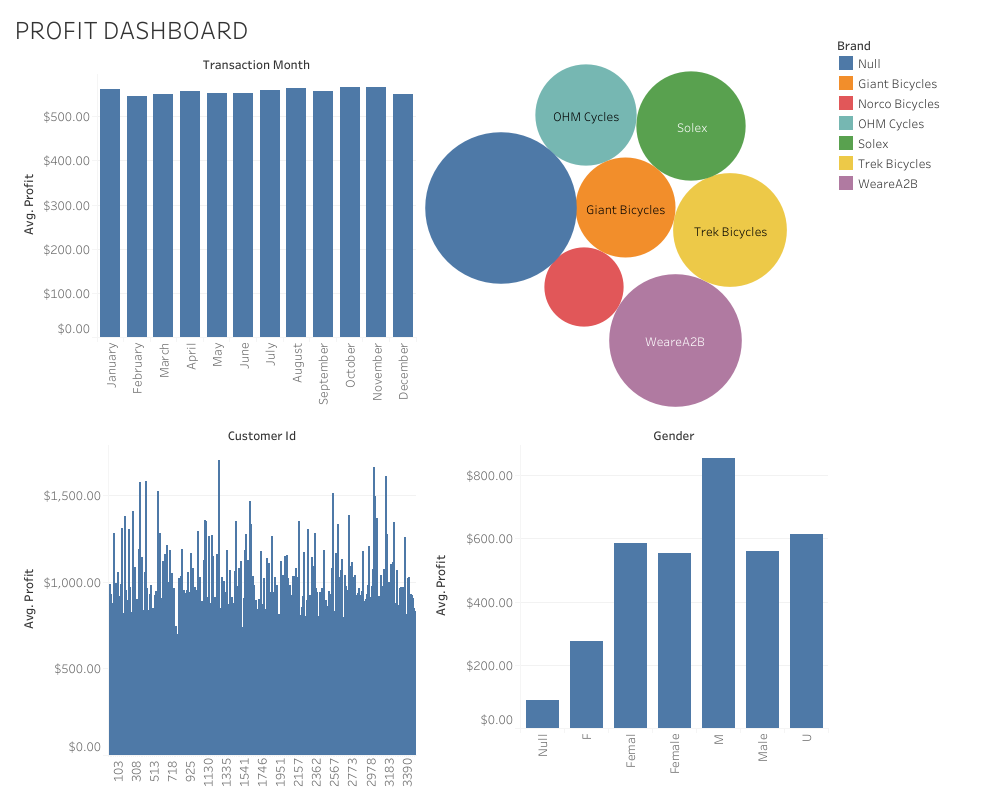 PROFIT DASHBOARD
Transaction Month
Avg. Profit
$500.00
$400.00
$300.00
$200.00
$100.00
$0.00
January
February
March
April
May
June
July
August
September
October
November
December
OHM Cycles
Solex
Giant Bicycles
Trek Bicycles
WeareA2B
Brand
Null
Giant Bicycles
Norco Bicycles
OHM Cycles
Solex
Trek Bicycles
WeareA2B
Customer Id
Avg. Profit
$1,500.00
$1,000.00
$500.00
$0.00
103
308
513
718
925
1130
1335
1541
1746
1951
2157
2362
2567
2773
2978
3183
3390
Gender
Avg. Profit
$800.00
$600.00
$400.00
$200.00
$0.00
Null
F
Femal
Female
M
Male
U